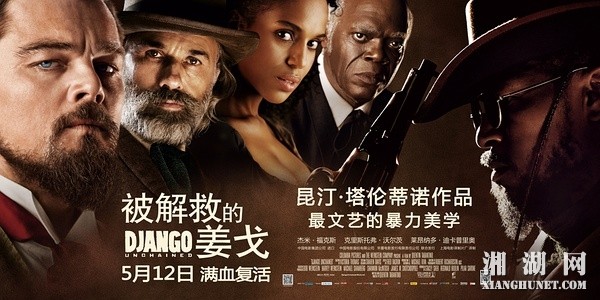 昆汀·塔伦蒂诺作品
最文艺的暴力美学
杰米·福克斯 克里斯托弗·沃尔茨 莱昂纳多·迪卡普里奥
被解救的
DJANGO 姜戈
UNCHAINED
5月12日 满血复活
湘湖网
XIANGHUNET.COM